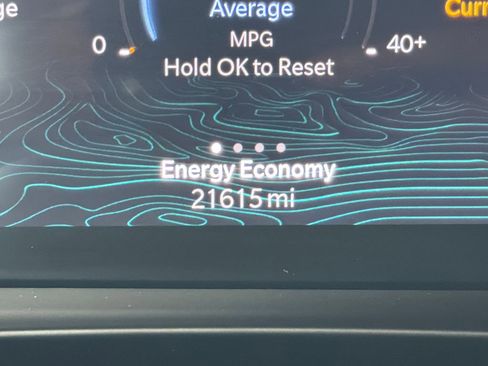 Average
0
MPG
40+
Hold OK to Reset
Energy Economy
21615 mi